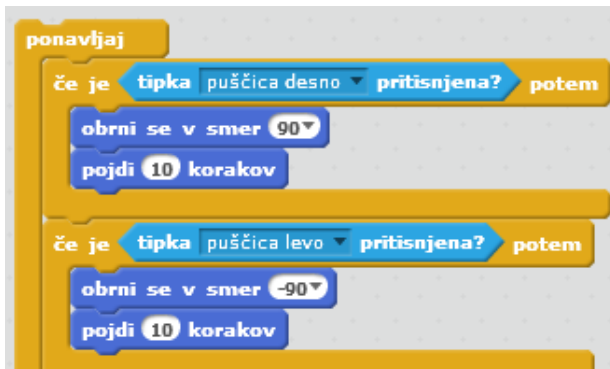 ponavljaj
če je tipka puščica desno pritisnjena? potem
obrni se v smer 90
pojdi 10 korakov
če je tipka puščica levo pritisnjena? potem
obrni se v smer -90
pojdi 10 korakov